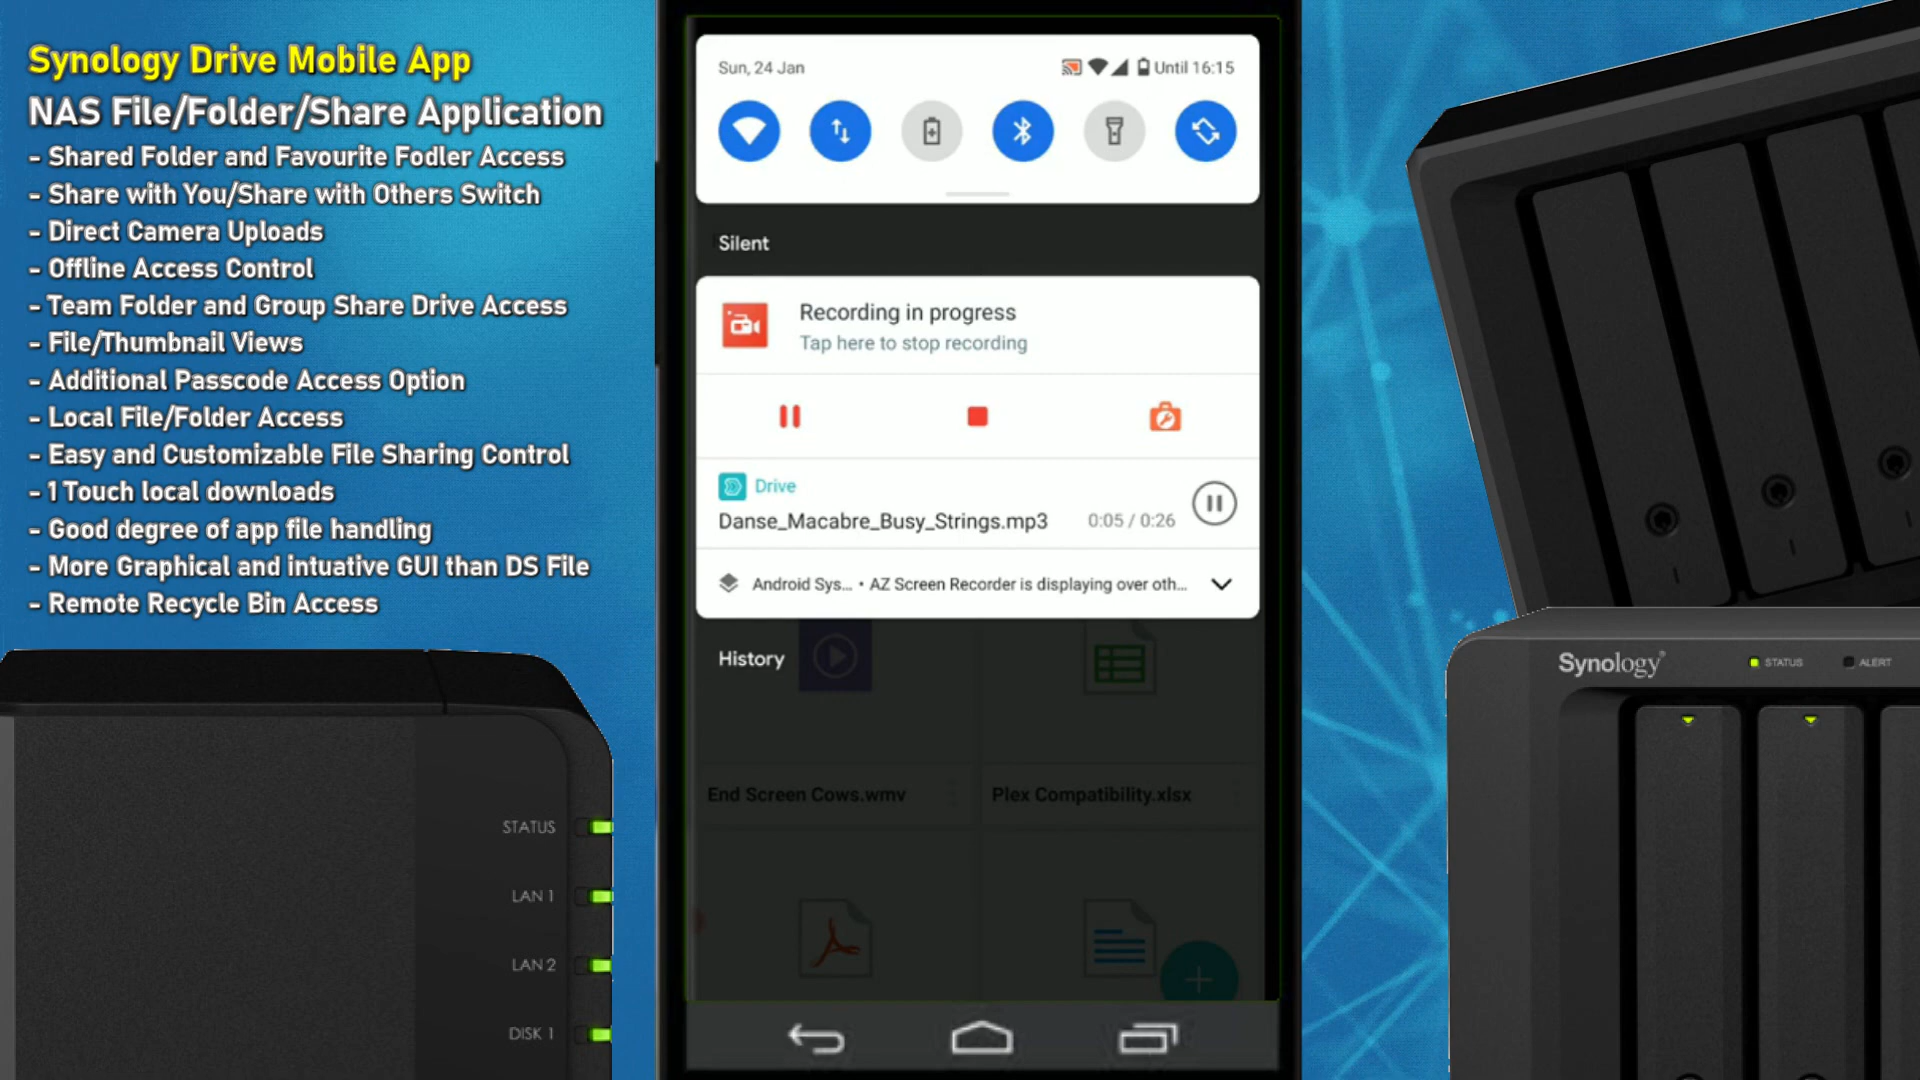 Synology Drive Mobile App
NAS File/Folder/Share Application
- Shared Folder and Favourite Fodler Access
- Share with You/Share with Others Switch
- Direct Camera Uploads
- Offline Access Control
- Team Folder and Group Share Drive Access
- File/Thumbnail Views
- Additional Passcode Access Option
- Local File/Folder Access
- Easy and Customizable File Sharing Control
- 1 Touch local downloads
- Good degree of app file handling
- More Graphical and intuative GUI than DS File
- Remote Recycle Bin Access
STATUS
LAN 1
LAN 2
DISK 1
Sun, 24 Jan
Until 16:15
Silent
Recording in progress
Tap here to stop recording
Drive
Danse_Macabre_Busy_Strings.mp3 0:05 / 0:26
Android Sys... • AZ Screen Recorder is displaying over oth...
History
End Screen Cows.wmv
Plex Compatibility.xlsx
Synology®
STATUS
ALERT